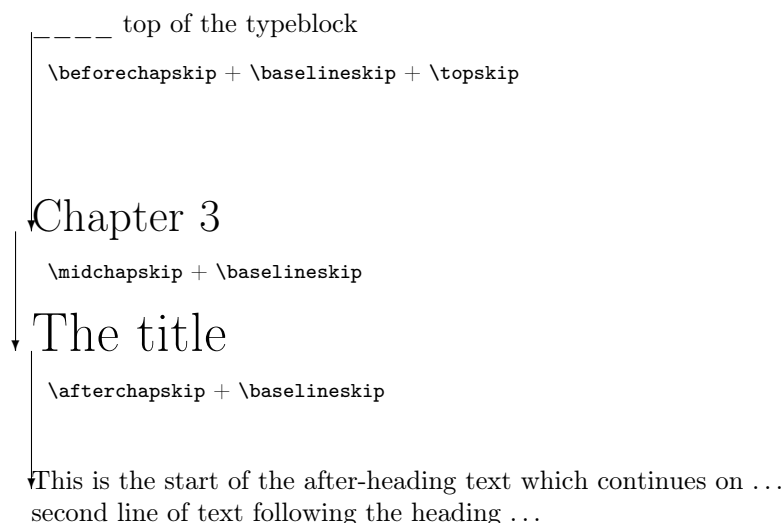 ____ top of the typeblock
\beforechapskip + \baselineskip + \topskip
Chapter 3
\midchapskip + \baselineskip
The title
\afterchapskip + \baselineskip
This is the start of the after-heading text which continues on ...
second line of text following the heading ...